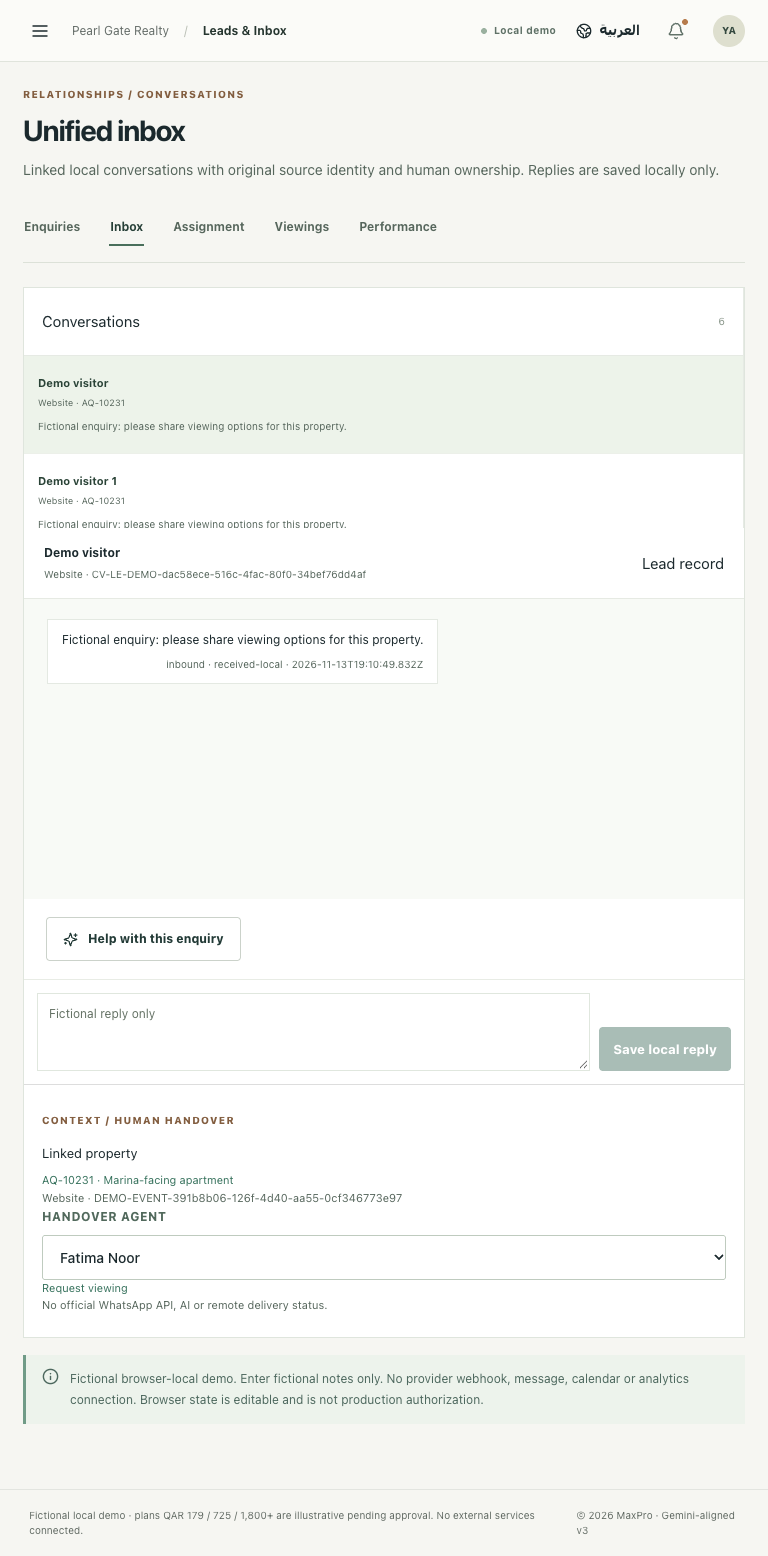 Pearl Gate Realty / Leads & Inbox
Local demo
العربية
YA
RELATIONSHIPS / CONVERSATIONS
Unified inbox
Linked local conversations with original source identity and human ownership. Replies are saved locally only.
Enquiries Inbox Assignment Viewings Performance
Conversations 6
Demo visitor
Website · AQ-10231
Fictional enquiry: please share viewing options for this property.
Demo visitor 1
Website · AQ-10231
Fictional enquiry: please share viewing options for this property.
Demo visitor
Website · CV-LE-DEMO-dac58ece-516c-4fac-80f0-34bef76dd4af
Lead record
Fictional enquiry: please share viewing options for this property.
inbound · received-local · 2026-11-13T19:10:49.832Z
Help with this enquiry
Fictional reply only
Save local reply
CONTEXT / HUMAN HANDOVER
Linked property
AQ-10231 · Marina-facing apartment
Website · DEMO-EVENT-391b8b06-126f-4d40-aa55-0cf346773e97
HANDOVER AGENT
Fatima Noor
Request viewing
No official WhatsApp API, AI or remote delivery status.
Fictional browser-local demo. Enter fictional notes only. No provider webhook, message, calendar or analytics
connection. Browser state is editable and is not production authorization.
Fictional local demo · plans QAR 179 / 725 / 1,800+ are illustrative pending approval. No external services
connected.
© 2026 MaxPro · Gemini-aligned
v3